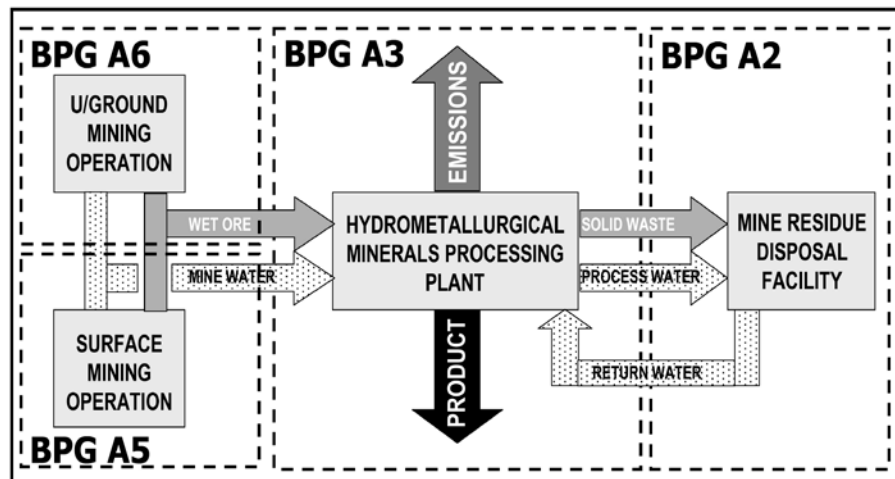 BPG A6
U/GROUND
MINING
OPERATION
BPG A3
EMISSIONS
BPG A2
WET ORE
HYDROMETALLURGICAL
MINERALS PROCESSING
PLANT
SOLID WASTE
MINE RESIDUE
DISPOSAL
FACILITY
MINE WATER
PROCESS WATER
SURFACE
MINING
OPERATION
PRODUCT
RETURN WATER
BPG A5